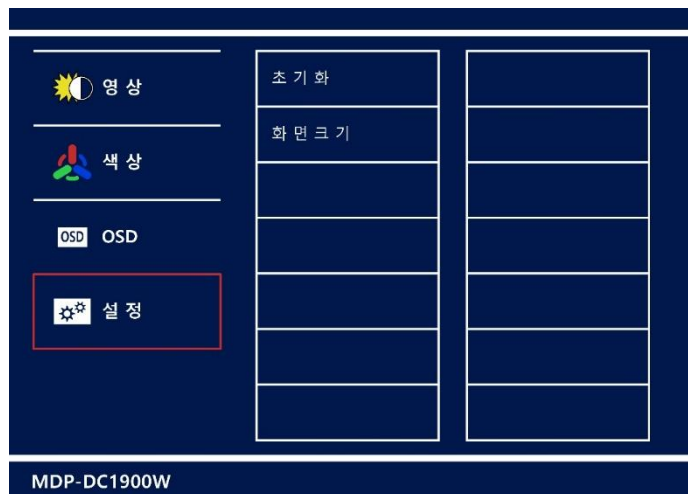 영 상
색 상
OSD OSD
설 정
초 기 화
화 면 크 기
MDP-DC1900W